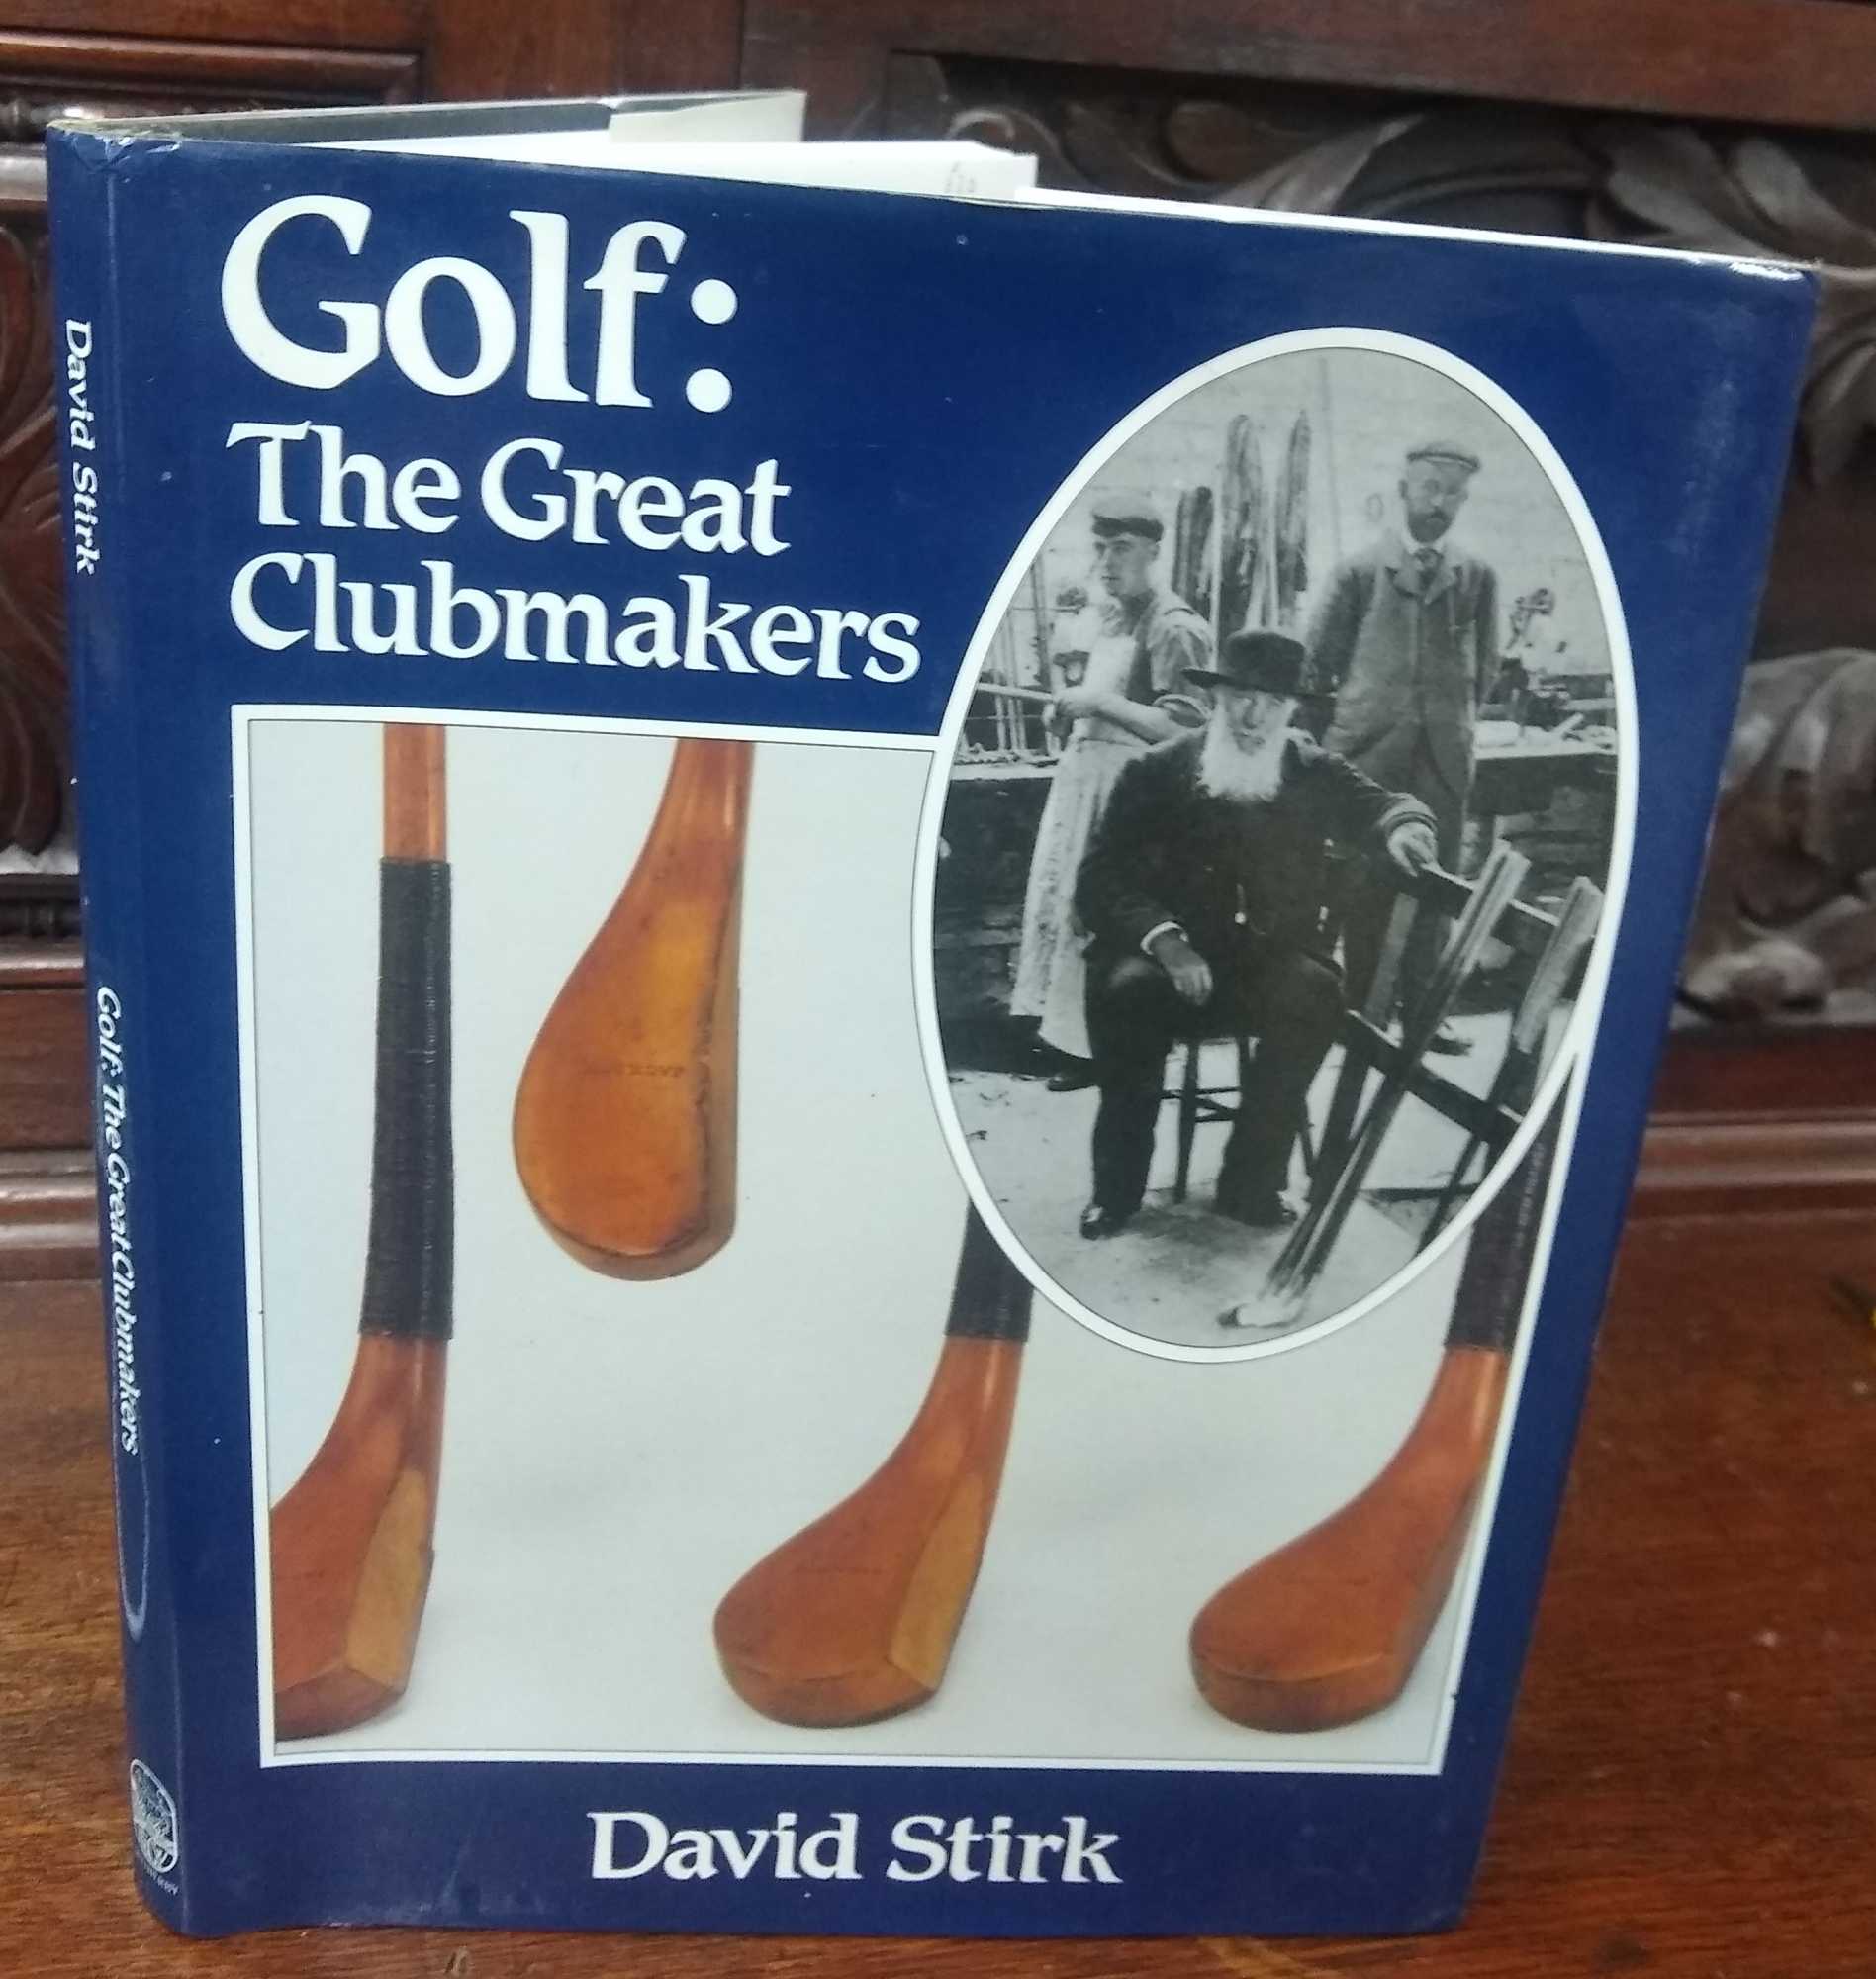 Golf:
The Great
Clubmakers
David Stirk
David Stirk
Golf: The Great Clubmakers